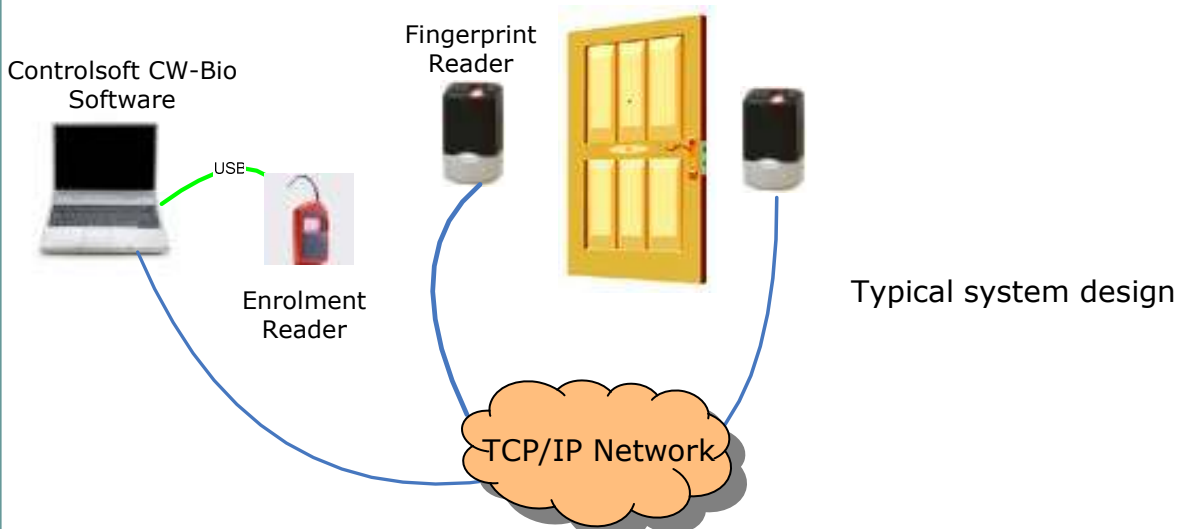 Controlsoft CW-Bio
Software
USB
Enrolment
Reader
Fingerprint
Reader
Typical system design
TCP/IP Network